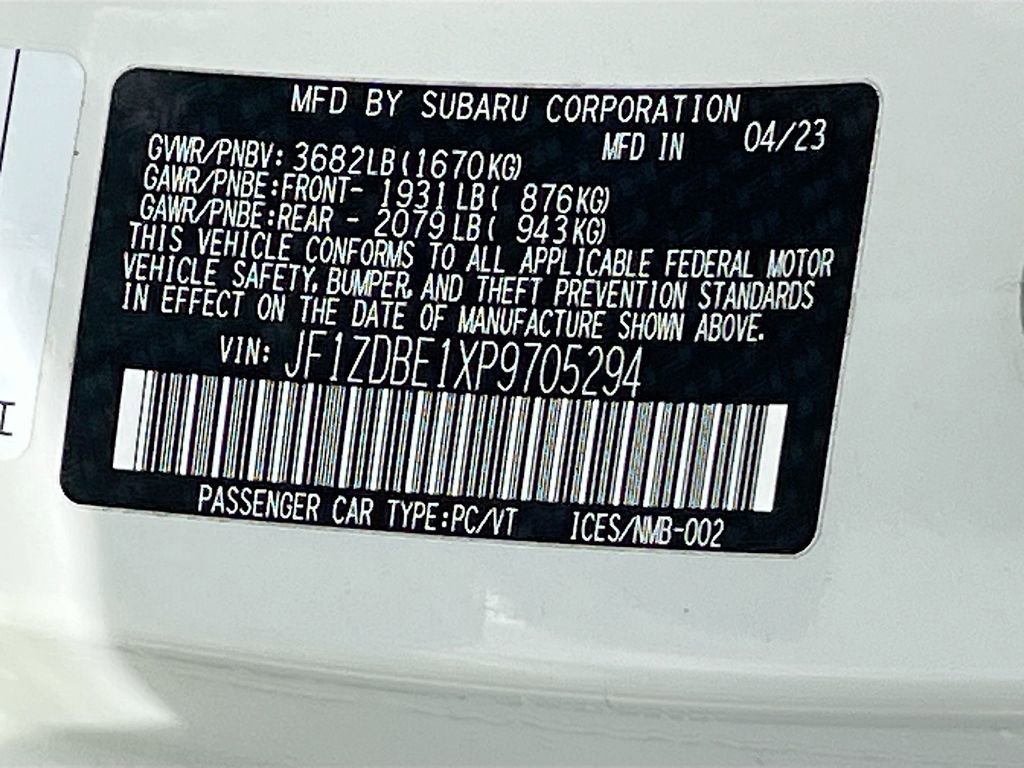 MFD BY SUBARU CORPORATION
MFD IN 04/23
GVWR/PNBV: 3682LB(1670KG)
GAWR/PNBE:FRONT- 1931LB( 876KG)
GAWR/PNBE:REAR - 2079LB( 943KG)
THIS VEHICLE CONFORMS TO ALL APPLICABLE FEDERAL MOTOR
VEHICLE SAFETY, BUMPER, AND THEFT PREVENTION STANDARDS
IN EFFECT ON THE DATE OF MANUFACTURE SHOWN ABOVE.
VIN: JF1ZDBE1XP9705294
PASSENGER CAR TYPE:PC/VT ICES/NMB-002